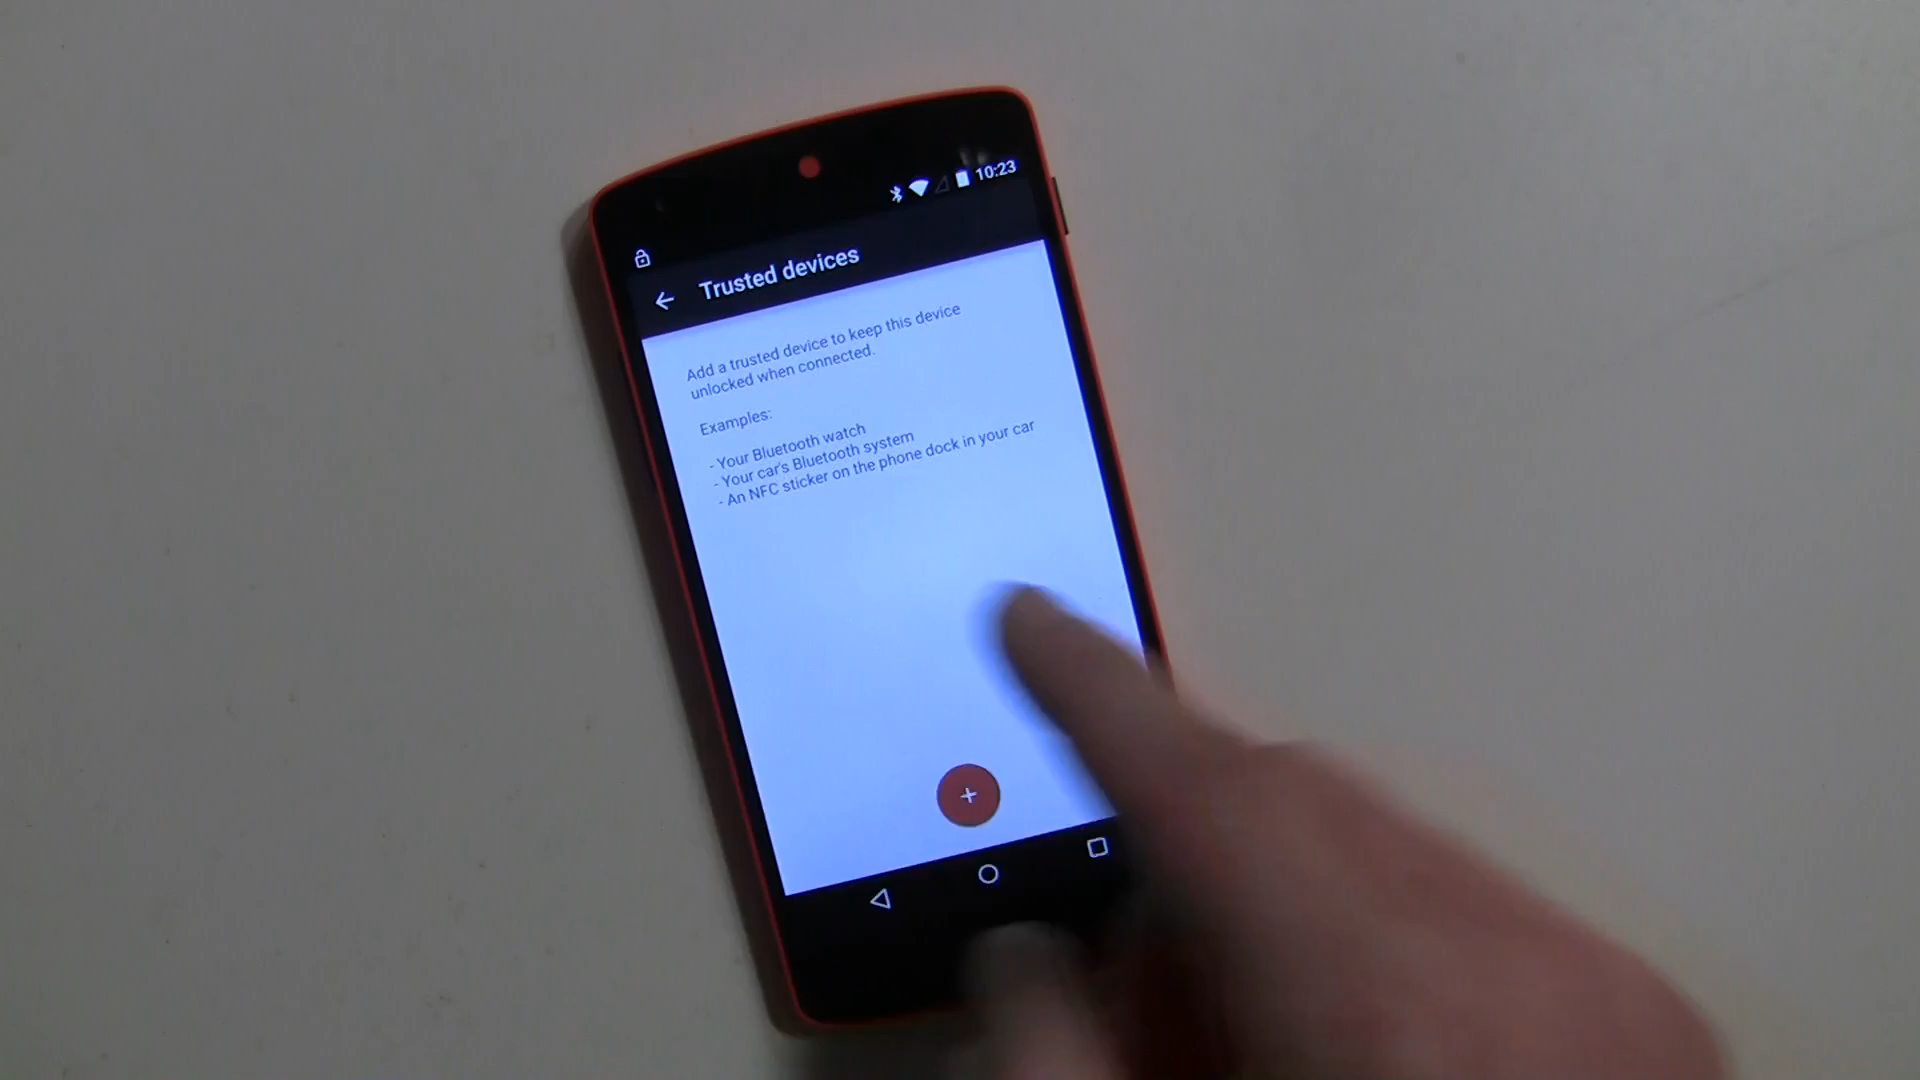 10:23
Trusted devices
Add a trusted device to keep this device
unlocked when connected.
Examples:
- Your Bluetooth watch
- Your car's Bluetooth system
- An NFC sticker on the phone dock in your car